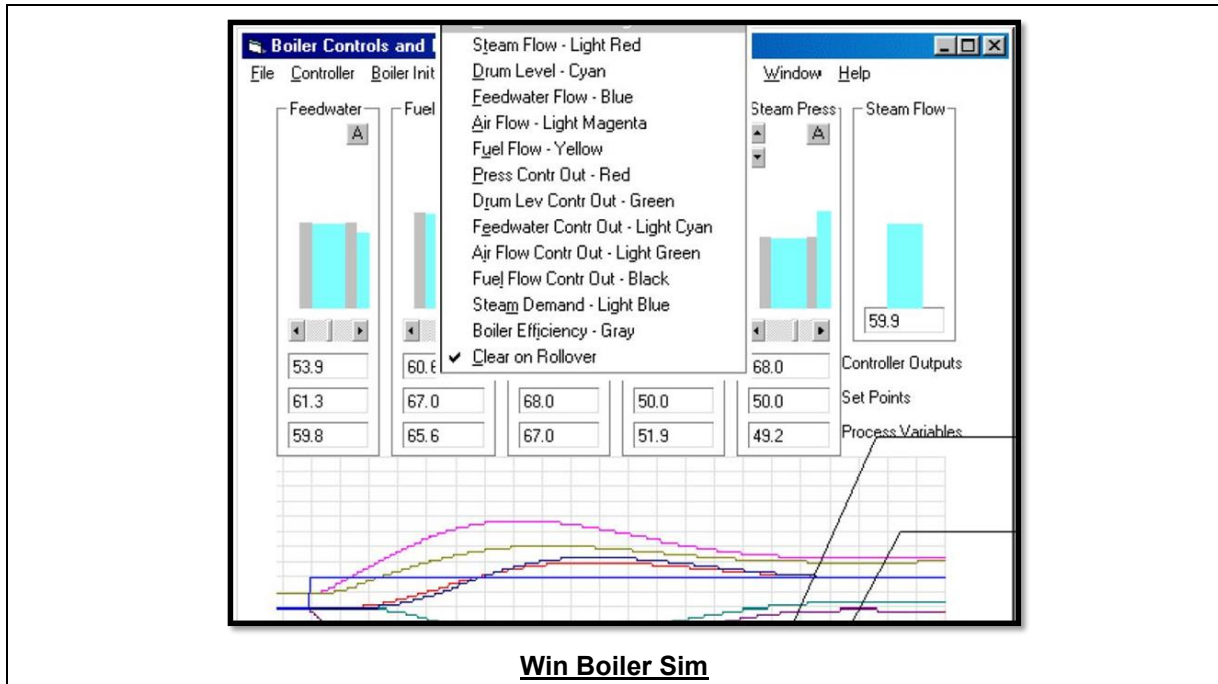 Boiler Controls and
File Controller Boiler Init Window Help
Steam Flow - Light Red
Drum Level - Cyan
Feedwater Flow - Blue
Air Flow - Light Magenta
Fuel Flow - Yellow
Press Contr Out - Red
Drum Lev Contr Out - Green
Feedwater Contr Out - Light Cyan
Air Flow Contr Out - Light Green
Fuel Flow Contr Out - Black
Steam Demand - Light Blue
Boiler Efficiency - Gray
Clear on Rollover
Feedwater Fuel Steam Press Steam Flow
A A
59.9
53.9 60.6 68.0 Controller Outputs
61.3 67.0 68.0 50.0 50.0 Set Points
59.8 65.6 67.0 51.9 49.2 Process Variables
Win Boiler Sim